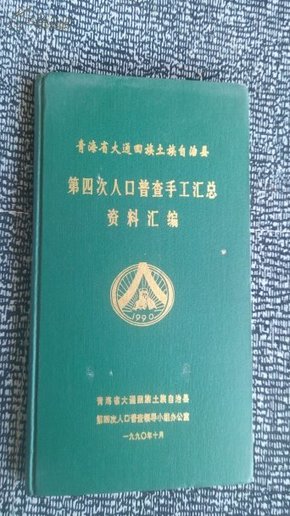 青海省大通回族土族自治县
第四次人口普查手工汇总
资料汇编
1990
青海省大通回族土族自治县
第四次人口普查领导小组办公室
一九九〇年十月